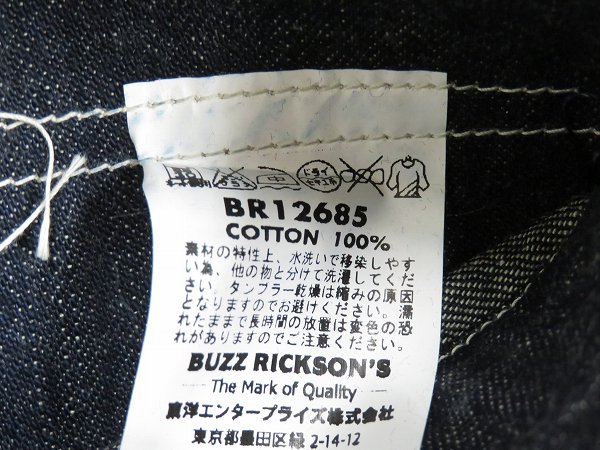 ドライ
BR12685
COTTON 100%
素材の特性上、水洗いで移染しやす
い為、他の物と分けて洗濯してくだ
さい。タンブラー乾燥は縮みの原因
となりますのでお避けください。濡
れたままで長時間の放置は変色の恐
れがありますのでご注意ください。
BUZZ RICKSON'S
The Mark of Quality
東洋エンタープライズ株式会社
東京都墨田区緑 2-14-12